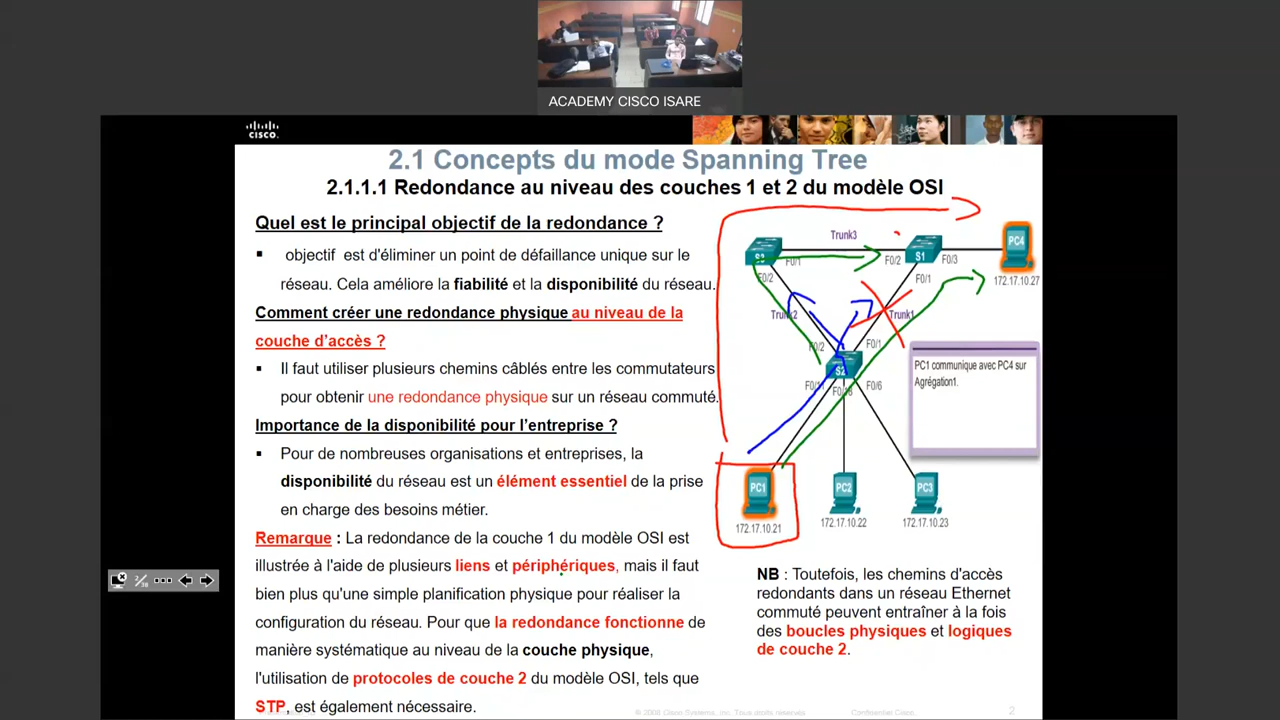 ACADEMY CISCO ISARE
CISCO.
2.1 Concepts du mode Spanning Tree
2.1.1.1 Redondance au niveau des couches 1 et 2 du modèle OSI
Quel est le principal objectif de la redondance ?
objectif est d'éliminer un point de défaillance unique sur le
réseau. Cela améliore la fiabilité et la disponibilité du réseau.
Comment créer une redondance physique au niveau de la
couche d'accès ?
Il faut utiliser plusieurs chemins câblés entre les commutateurs
pour obtenir une redondance physique sur un réseau commuté.
Importance de la disponibilité pour l'entreprise ?
Pour de nombreuses organisations et entreprises, la
disponibilité du réseau est un élément essentiel de la prise
en charge des besoins métier.
Remarque : La redondance de la couche 1 du modèle OSI est
illustrée à l'aide de plusieurs liens et périphériques, mais il faut
bien plus qu'une simple planification physique pour réaliser la
configuration du réseau. Pour que la redondance fonctionne de
manière systématique au niveau de la couche physique,
l'utilisation de protocoles de couche 2 du modèle OSI, tels que
STP, est également nécessaire.
Trunk3
F0/1
F0/2
S1
F0/3
PC4
172.17.10.27
F0/2
F0/1
Trunk2
Trunk1
F0/2
F0/1
S2
F0/6
PC1 communique avec PC4 sur
Agrégation1.
PC1
PC2
PC3
172.17.10.21
172.17.10.22
172.17.10.23
NB : Toutefois, les chemins d'accès
redondants dans un réseau Ethernet
commuté peuvent entraîner à la fois
des boucles physiques et logiques
de couche 2.
© 2008 Cisco Systems, Inc. Tous droits réservés.
Confidentiel Cisco.
2